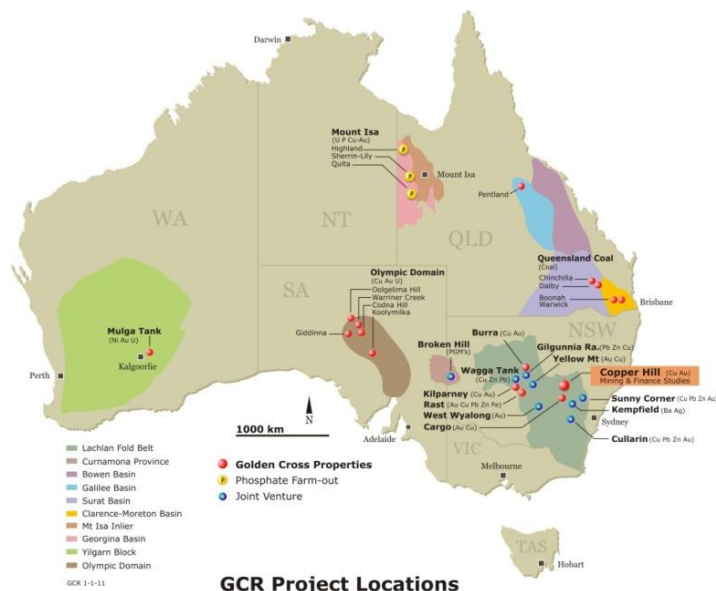 Darwin
Mount Isa
(U P Cu-Au)
Highland
Sherrin-Lily
Quita
Mount Isa
Pentland
WA
NT
QLD
Queensland Coal
(Coal)
Chinchilla
Dalby
Boonah
Warwick
Brisbane
SA
Olympic Domain
(Cu Au U)
Oolgelima Hill
Warriner Creek
Codna Hill
Koolymilka
Giddinna
Mulga Tank
(Ni Au U)
Kalgoorlie
Perth
NSW
Broken Hill
(PGM's)
Burra (Cu Au)
Gilgunnia Ra. (Pb Zn Cu)
Yellow Mt (Au Cu)
Wagga Tank
(Cu Zn Pb)
Copper Hill (Cu Au)
Mining & Finance Studies
Kilparney (Cu Au)
Rast (Au Cu Pb Zn Fe)
West Wyalong (Au)
Cargo (Au Cu)
Sunny Corner (Cu Pb Zn Au)
Kempfield (Ba Ag)
Sydney
Cullarin (Cu Pb Zn Au)
1000 km
N
Adelaide
VIC
Melbourne
TAS
Hobart
Lachlan Fold Belt
Curnamona Province
Bowen Basin
Galilee Basin
Surat Basin
Clarence-Moreton Basin
Mt Isa Inlier
Georgina Basin
Yilgarn Block
Olympic Domain
Golden Cross Properties
P Phosphate Farm-out
Joint Venture
GCR 1-1-11
GCR Project Locations